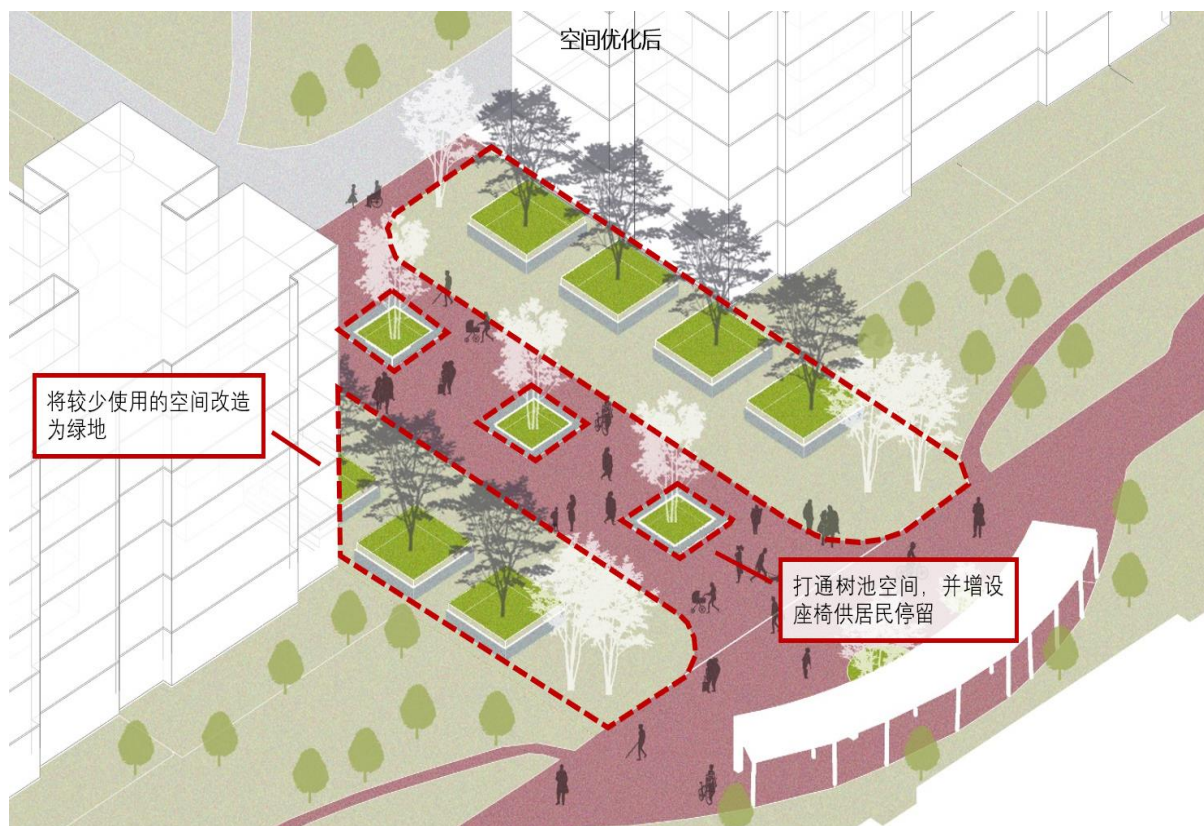 空间优化后
将较少使用的空间改造
为绿地
打通树池空间，并增设
座椅供居民停留